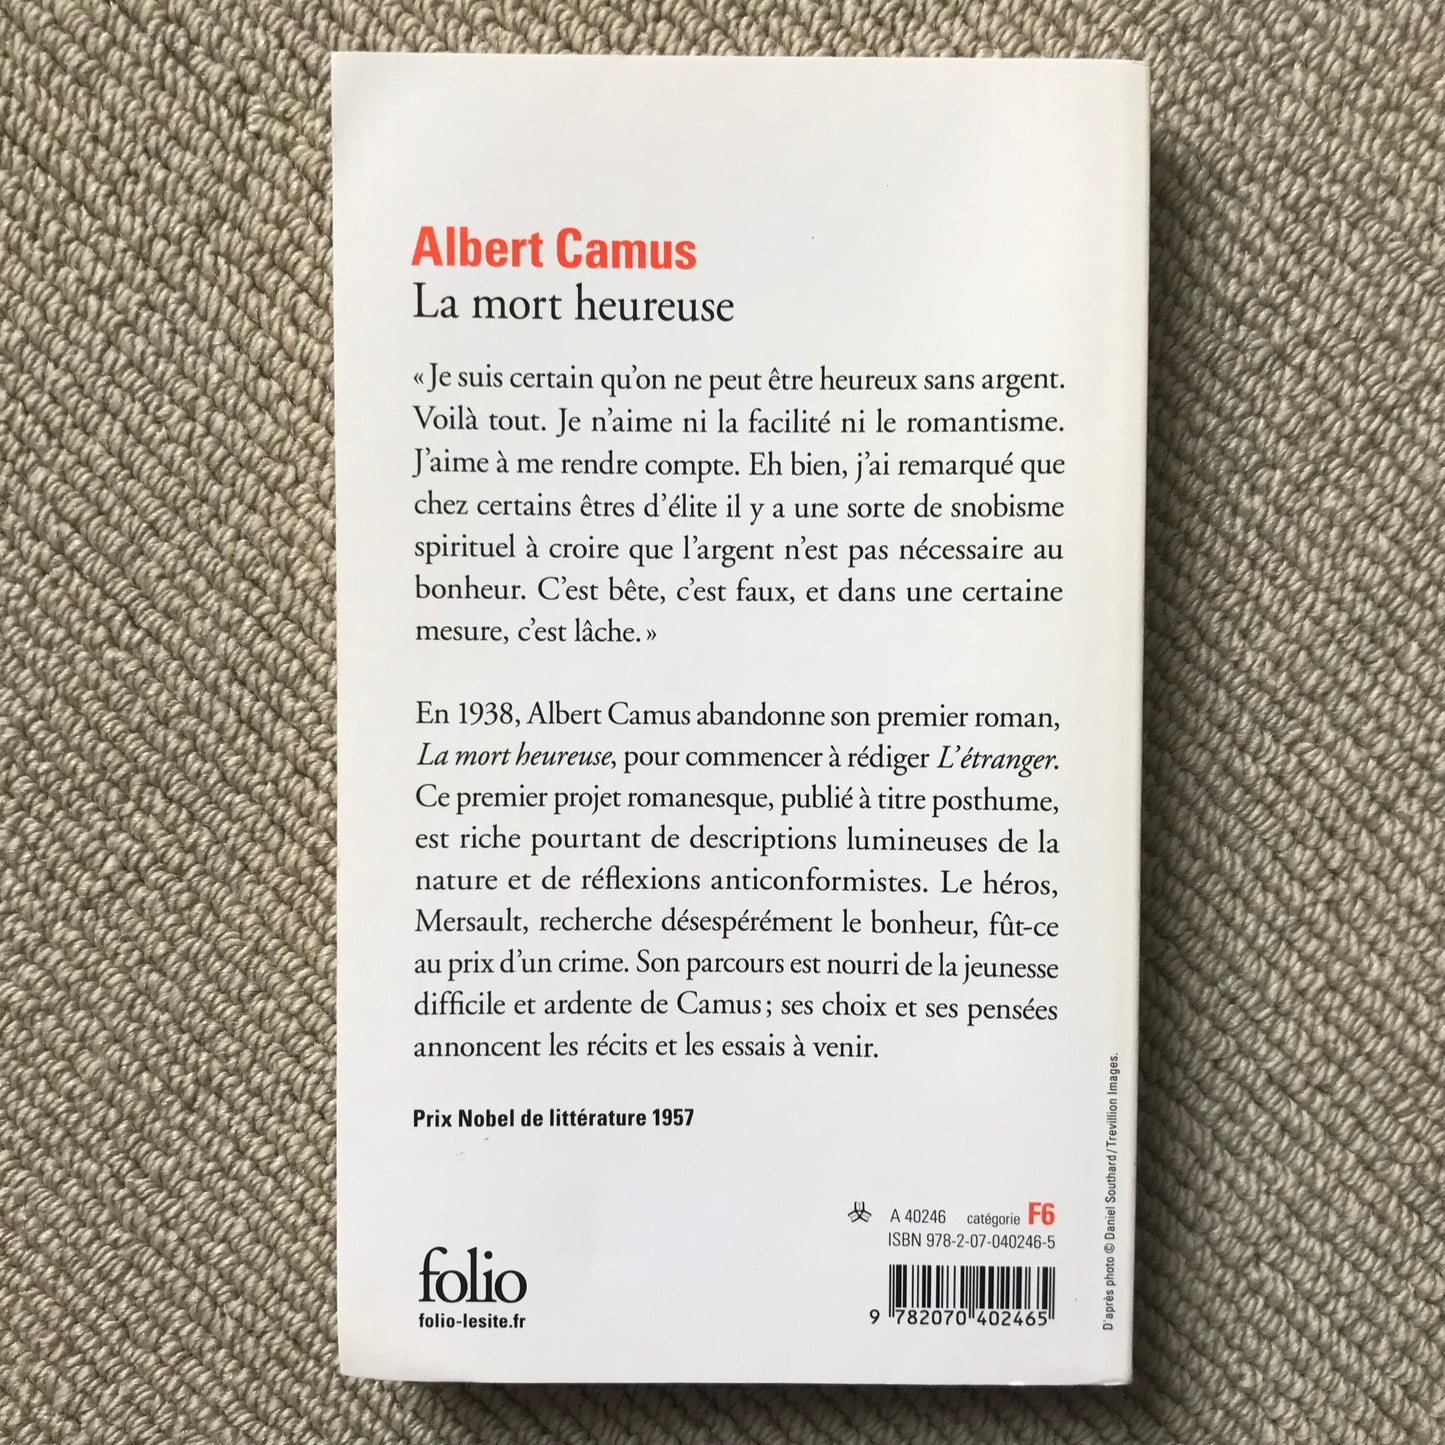 Albert Camus
La mort heureuse
« Je suis certain qu'on ne peut être heureux sans argent.
Voilà tout. Je n'aime ni la facilité ni le romantisme.
J'aime à me rendre compte. Eh bien, j'ai remarqué que
chez certains êtres d'élite il y a une sorte de snobisme
spirituel à croire que l'argent n'est pas nécessaire au
bonheur. C'est bête, c'est faux, et dans une certaine
mesure, c'est lâche. »
En 1938, Albert Camus abandonne son premier roman,
La mort heureuse, pour commencer à rédiger L'étranger.
Ce premier projet romanesque, publié à titre posthume,
est riche pourtant de descriptions lumineuses de la
nature et de réflexions anticonformistes. Le héros,
Mersault, recherche désespérément le bonheur, fût-ce
au prix d'un crime. Son parcours est nourri de la jeunesse
difficile et ardente de Camus ; ses choix et ses pensées
annoncent les récits et les essais à venir.
Prix Nobel de littérature 1957
A 40246 catégorie F6
ISBN 978-2-07-040246-5
9 782070 402465
folio
folio-lesite.fr
D'après photo © Daniel Southard / Trevillion Images.